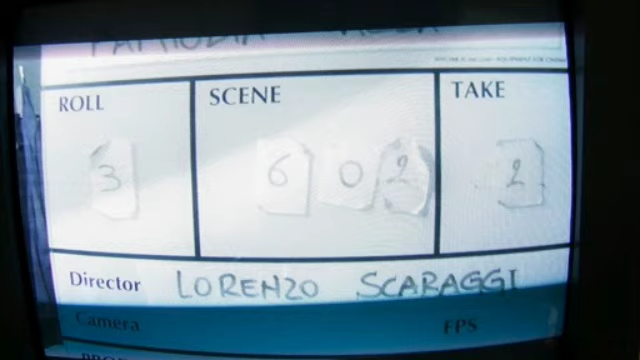 ROLL SCENE TAKE
3 6 0 2 2
Director LORENZO SCARAGGI
Camera FPS